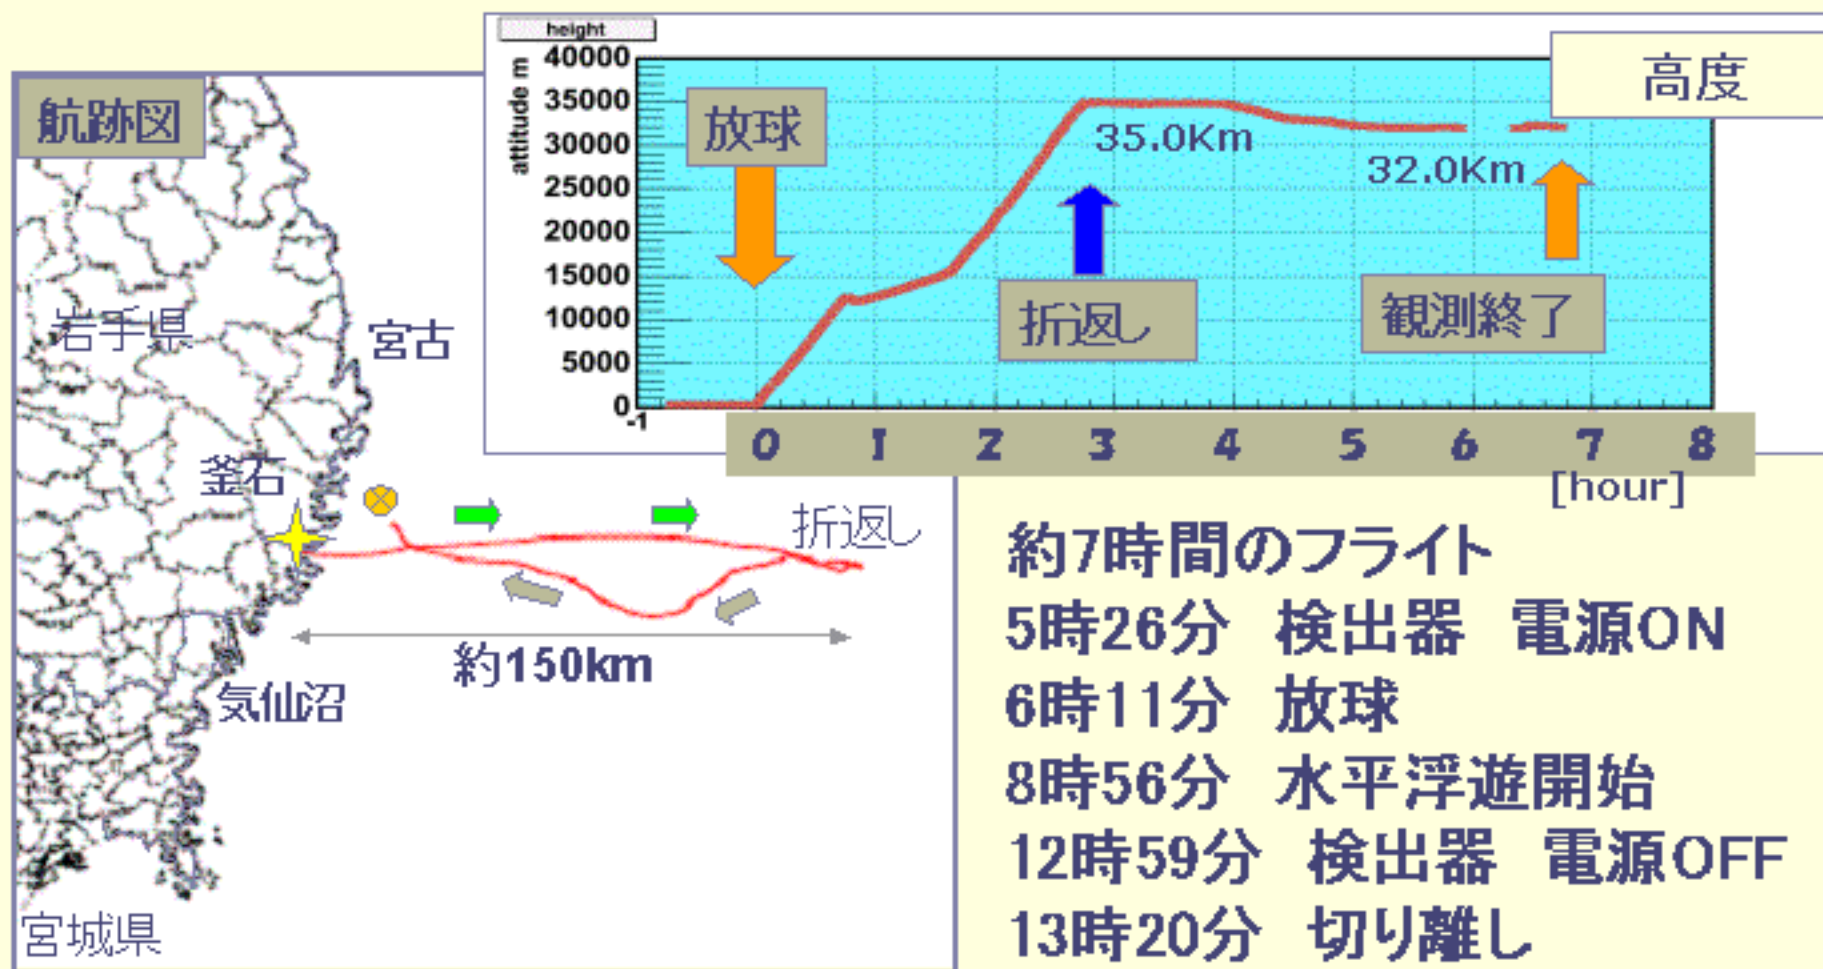 height
高度
attitude m
40000
35000
30000
25000
20000
15000
10000
5000
0
-1
放球
35.0Km
32.0Km
折返し
観測終了
0 1 2 3 4 5 6 7 8
[hour]
航跡図
岩手県
宮古
釜石
折返し
約150km
気仙沼
宮城県
約7時間のフライト
5時26分 検出器 電源ON
6時11分 放球
8時56分 水平浮遊開始
12時59分 検出器 電源OFF
13時20分 切り離し